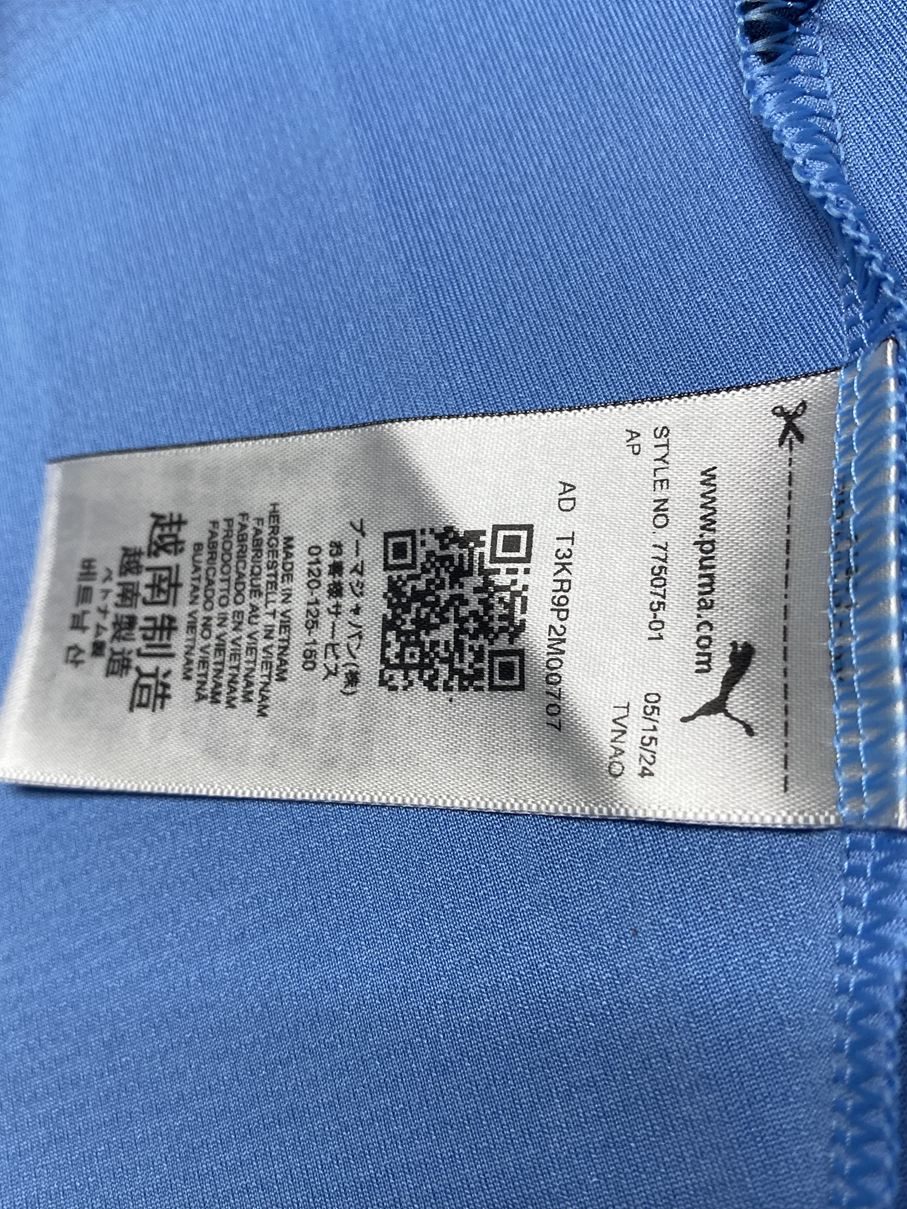 www.puma.com
STYLE NO. 775075-01 05/15/24
AP TVNAO
AD T3KR9P2M00707
プーマジャパン(株)
お客様サービス
0120-125-150
MADE IN VIETNAM
HERGESTELLT IN VIETNAM
FABRIQUÉ AU VIETNAM
FABRICADO EN VIETNAM
PRODOTTO IN VIETNAM
FABRICADO NO VIETNÃ
BUATAN VIETNAM
越南制造
越南製造
ベトナム製
베트남 산